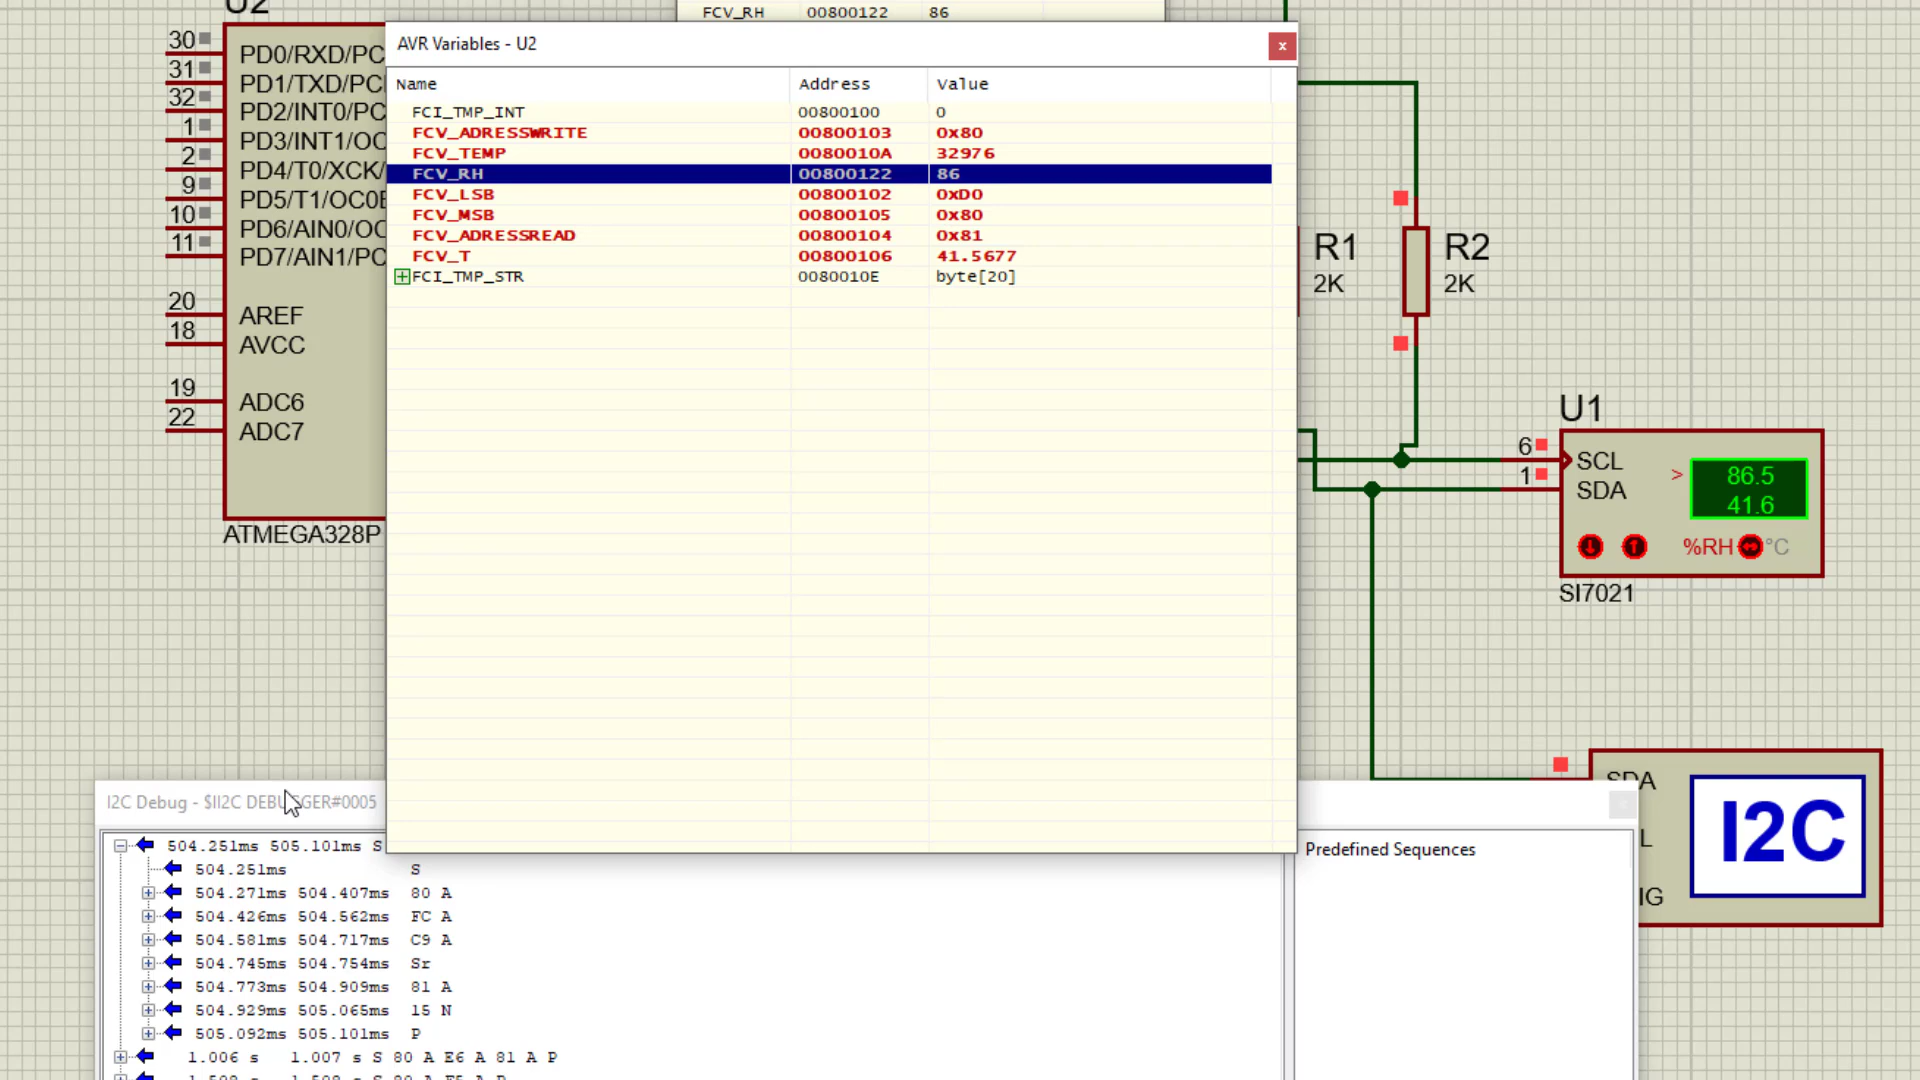 U2
FCV_RH 00800122 86
AVR Variables - U2
x
Name Address Value
FCI_TMP_INT 00800100 0
FCV_ADRESSWRITE 00800103 0x80
FCV_TEMP 0080010A 32976
FCV_RH 00800122 86
FCV_LSB 00800102 0xD0
FCV_MSB 00800105 0x80
FCV_ADRESSREAD 00800104 0x81
FCV_T 00800106 41.5677
FCI_TMP_STR 0080010E byte[20]
30 PD0/RXD/PC
31 PD1/TXD/PC
32 PD2/INT0/PC
1 PD3/INT1/OC
2 PD4/T0/XCK/
9 PD5/T1/OC0B
10 PD6/AIN0/OC
11 PD7/AIN1/PC
20 AREF
18 AVCC
19 ADC6
22 ADC7
ATMEGA328P
R1
2K
R2
2K
U1
6 SCL
1 SDA
> 86.5
41.6
%RH °C
SI7021
SDA
L
IG
I2C
I2C Debug - $II2C DEBUGGER#0005
504.251ms 505.101ms S
504.251ms S
504.271ms 504.407ms 80 A
504.426ms 504.562ms FC A
504.581ms 504.717ms C9 A
504.745ms 504.754ms Sr
504.773ms 504.909ms 81 A
504.929ms 505.065ms 15 N
505.092ms 505.101ms P
1.006 s 1.007 s S 80 A E6 A 81 A P
Predefined Sequences